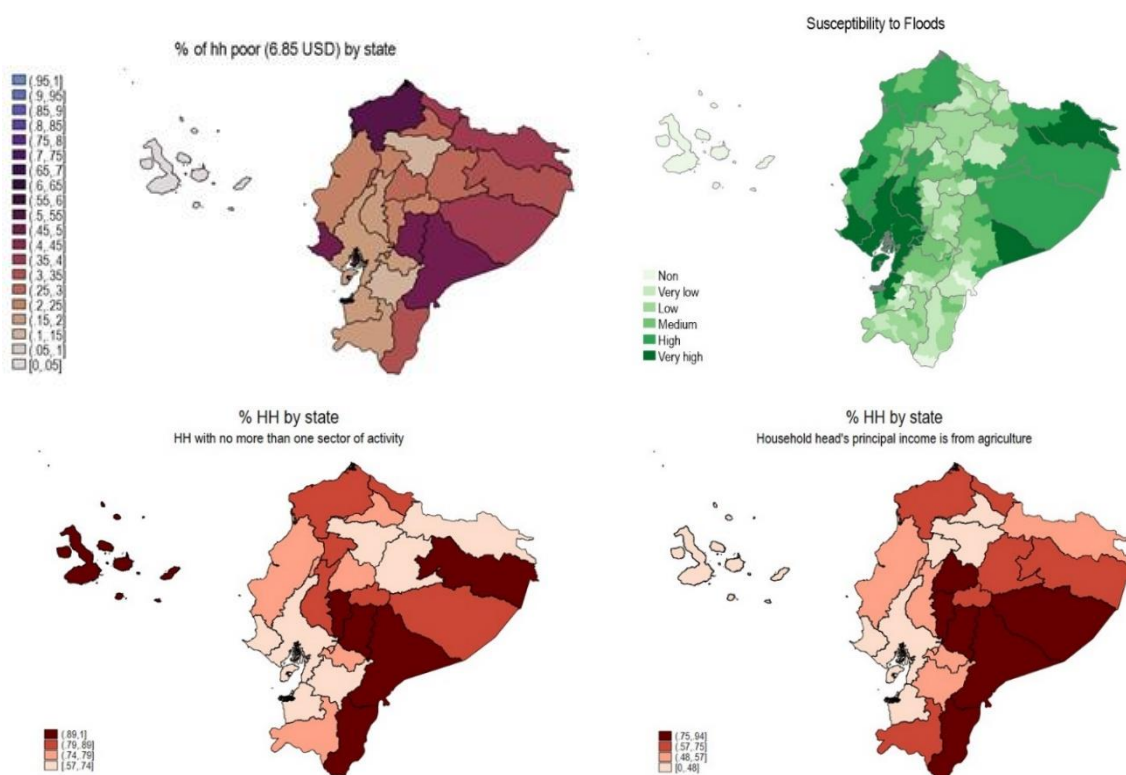 % of hh poor (6.85 USD) by state
(.95,1]
(.9,.95]
(.85,.9]
(.8,.85]
(.75,.8]
(.7,.75]
(.65,.7]
(.6,.65]
(.55,.6]
(.5,.55]
(.45,.5]
(.4,.45]
(.35,.4]
(.3,.35]
(.25,.3]
(.2,.25]
(.15,.2]
(.1,.15]
(.05,.1]
[0,.05]
Susceptibility to Floods
Non
Very low
Low
Medium
High
Very high
% HH by state
HH with no more than one sector of activity
(.89,1]
(.79,.89]
(.74,.79]
[.57,.74]
% HH by state
Household head's principal income is from agriculture
(.75,.94]
(.57,.75]
(.48,.57]
[0,.48]